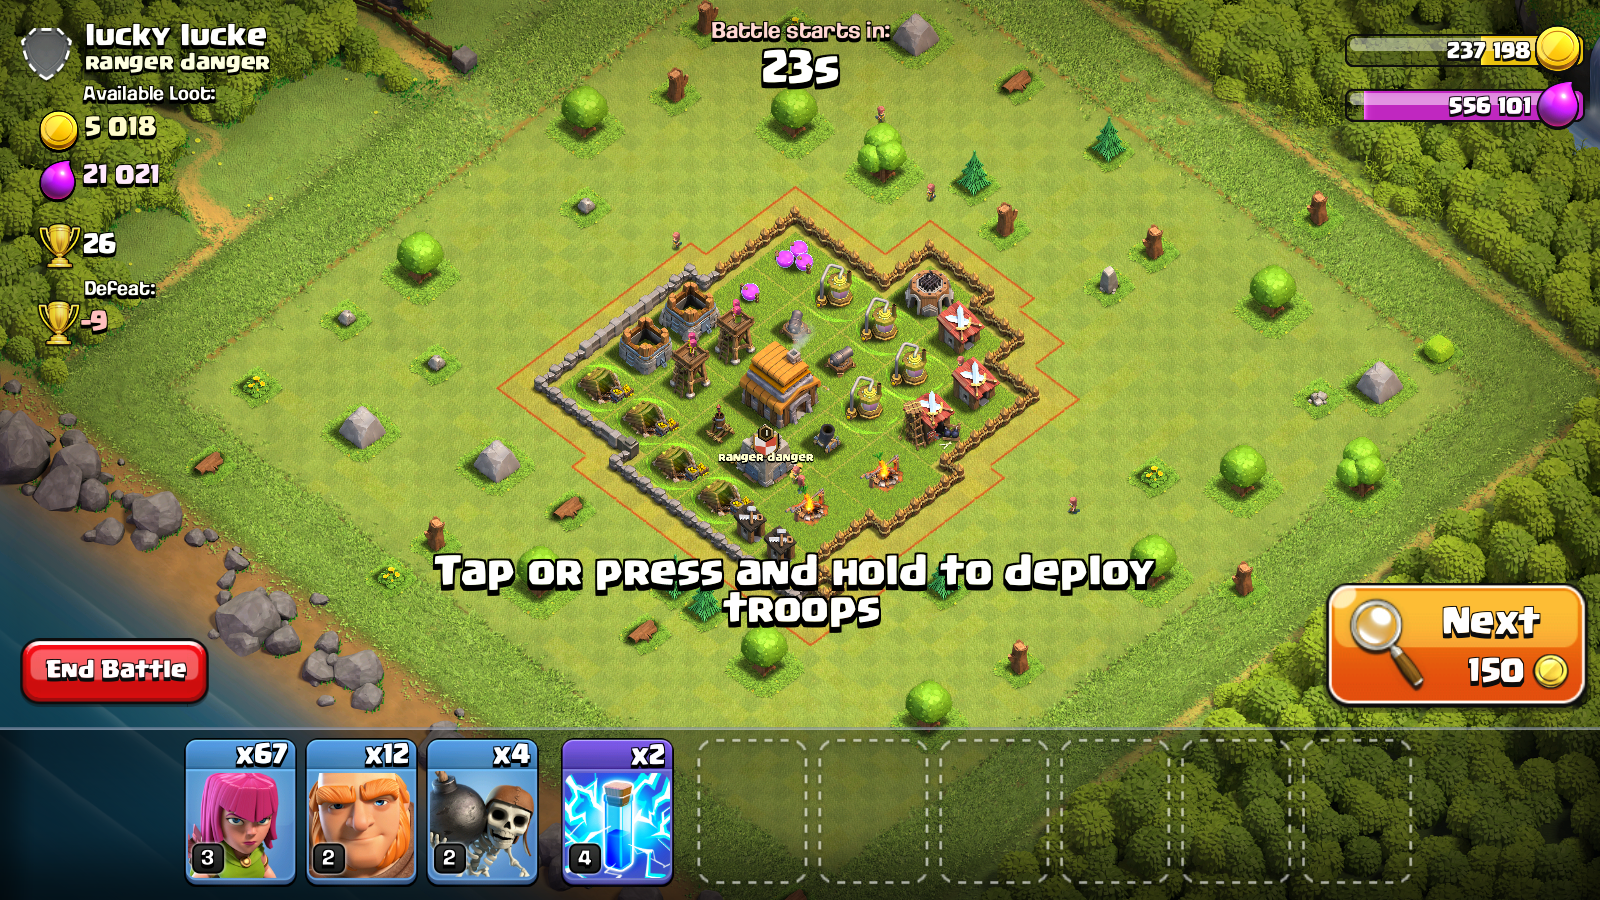 lucky lucke
ranger danger
Available Loot:
5 018
21 021
26
Defeat:
-9
Battle starts in:
23s
237 198
556 101
ranger danger
Tap or press and hold to deploy
troops
End Battle
Next
150
x67
3
x12
2
x4
2
x2
4